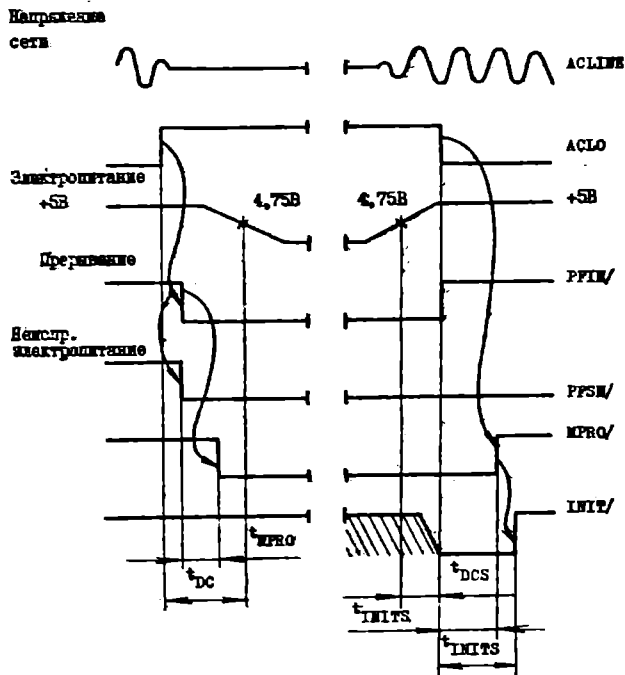 Напряжение
сети
ACLINE
ACLO
Электропитание
+5В
4,75В
4,75В
+5В
Прерывание
PFIN/
Неиспр.
электропитание
PFSN/
MPRO/
INIT/
tMPRO
tDC
tDCS
tINITS
tINITS